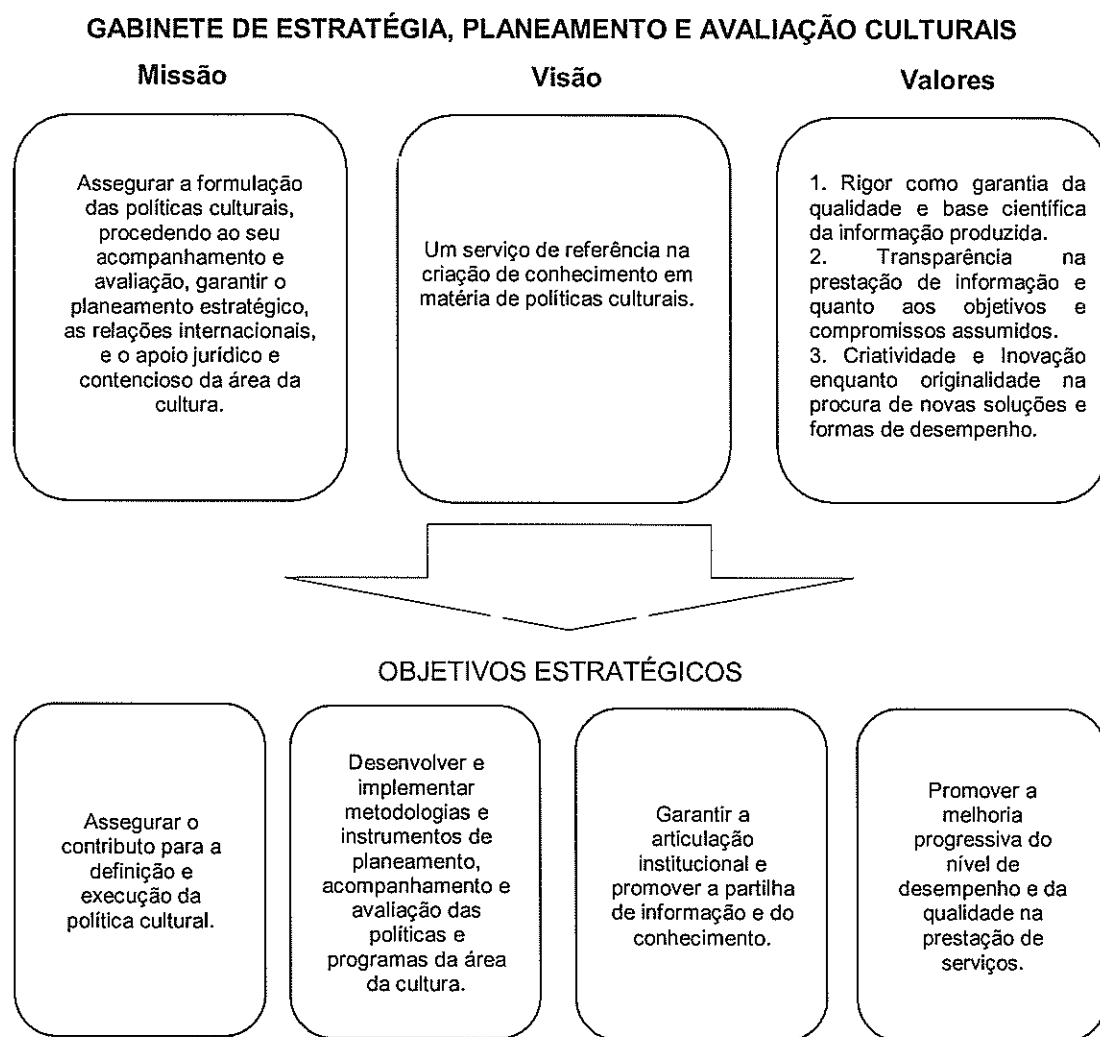 GABINETE DE ESTRATÉGIA, PLANEAMENTO E AVALIAÇÃO CULTURAIS
Missão
Assegurar a formulação
das políticas culturais,
procedendo ao seu
acompanhamento e
avaliação, garantir o
planeamento estratégico,
as relações internacionais,
e o apoio jurídico e
contencioso da área da
cultura.
Visão
Um serviço de referência na
criação de conhecimento em
matéria de políticas culturais.
Valores
1. Rigor como garantia da
qualidade e base científica
da informação produzida.
2. Transparência na
prestação de informação e
quanto aos objetivos e
compromissos assumidos.
3. Criatividade e Inovação
enquanto originalidade na
procura de novas soluções e
formas de desempenho.
OBJETIVOS ESTRATÉGICOS
Assegurar o
contributo para a
definição e
execução da
política cultural.
Desenvolver e
implementar
metodologias e
instrumentos de
planeamento,
acompanhamento e
avaliação das
políticas e
programas da área
da cultura.
Garantir a
articulação
institucional e
promover a partilha
de informação e do
conhecimento.
Promover a
melhoria
progressiva do
nível de
desempenho e da
qualidade na
prestação de
serviços.